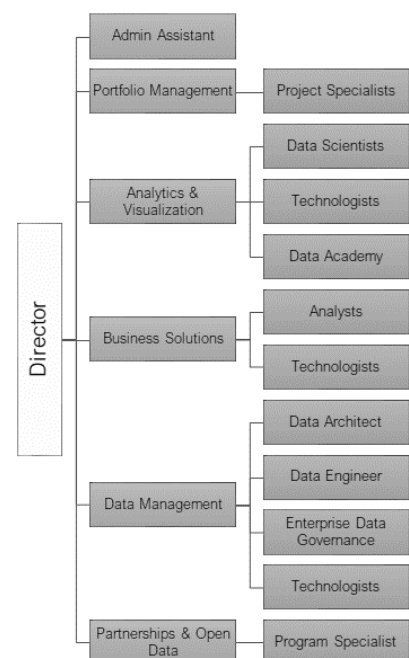 Director
Admin Assistant
Portfolio Management
Project Specialists
Analytics &
Visualization
Data Scientists
Technologists
Data Academy
Business Solutions
Analysts
Technologists
Data Management
Data Architect
Data Engineer
Enterprise Data
Governance
Technologists
Partnerships & Open
Data
Program Specialist